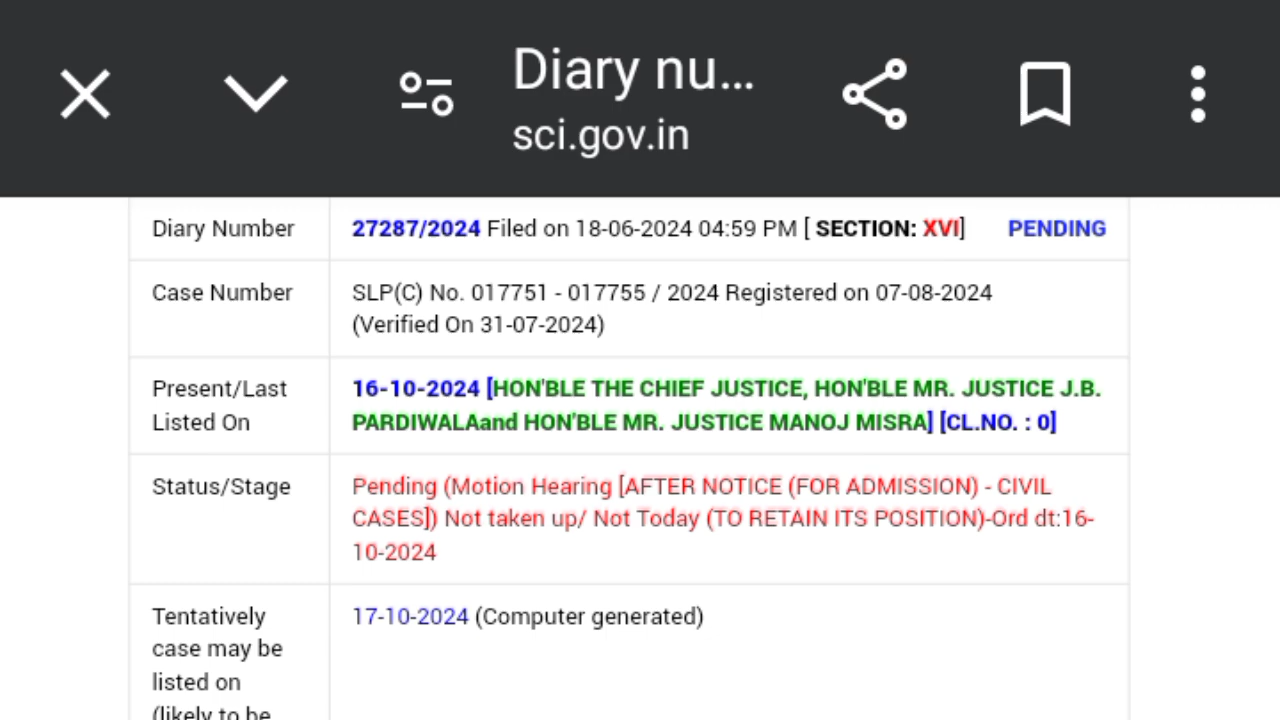 Diary nu...
sci.gov.in
Diary Number
27287/2024 Filed on 18-06-2024 04:59 PM [ SECTION: XVI] PENDING
Case Number
SLP(C) No. 017751 - 017755 / 2024 Registered on 07-08-2024
(Verified On 31-07-2024)
Present/Last
Listed On
16-10-2024 [HON'BLE THE CHIEF JUSTICE, HON'BLE MR. JUSTICE J.B.
PARDIWALAand HON'BLE MR. JUSTICE MANOJ MISRA] [CL.NO. : 0]
Status/Stage
Pending (Motion Hearing [AFTER NOTICE (FOR ADMISSION) - CIVIL
CASES]) Not taken up/ Not Today (TO RETAIN ITS POSITION)-Ord dt:16-
10-2024
Tentatively
case may be
listed on
(likely to be
17-10-2024 (Computer generated)